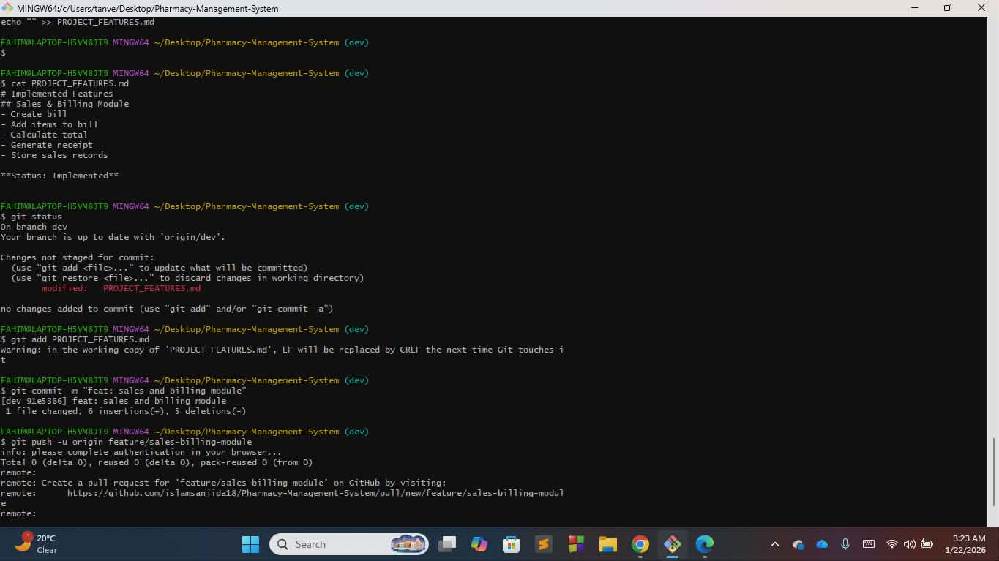 MINGW64:/c/Users/tanve/Desktop/Pharmacy-Management-System
echo "" >> PROJECT_FEATURES.md
FAHIM@LAPTOP-H5VM8JT9 MINGW64 ~/Desktop/Pharmacy-Management-System (dev)
$
FAHIM@LAPTOP-H5VM8JT9 MINGW64 ~/Desktop/Pharmacy-Management-System (dev)
$ cat PROJECT_FEATURES.md
# Implemented Features
## Sales & Billing Module
- Create bill
- Add items to bill
- Calculate total
- Generate receipt
- Store sales records
**Status: Implemented**
FAHIM@LAPTOP-H5VM8JT9 MINGW64 ~/Desktop/Pharmacy-Management-System (dev)
$ git status
On branch dev
Your branch is up to date with 'origin/dev'.
Changes not staged for commit:
  (use "git add <file>..." to update what will be committed)
  (use "git restore <file>..." to discard changes in working directory)
        modified:   PROJECT_FEATURES.md
no changes added to commit (use "git add" and/or "git commit -a")
FAHIM@LAPTOP-H5VM8JT9 MINGW64 ~/Desktop/Pharmacy-Management-System (dev)
$ git add PROJECT_FEATURES.md
warning: in the working copy of 'PROJECT_FEATURES.md', LF will be replaced by CRLF the next time Git touches i
t
FAHIM@LAPTOP-H5VM8JT9 MINGW64 ~/Desktop/Pharmacy-Management-System (dev)
$ git commit -m "feat: sales and billing module"
[dev 91e5366] feat: sales and billing module
 1 file changed, 6 insertions(+), 5 deletions(-)
FAHIM@LAPTOP-H5VM8JT9 MINGW64 ~/Desktop/Pharmacy-Management-System (dev)
$ git push -u origin feature/sales-billing-module
info: please complete authentication in your browser...
Total 0 (delta 0), reused 0 (delta 0), pack-reused 0 (from 0)
remote:
remote: Create a pull request for 'feature/sales-billing-module' on GitHub by visiting:
remote:      https://github.com/islamsanjida18/Pharmacy-Management-System/pull/new/feature/sales-billing-modul
e
remote:
1
20°C
Clear
Search
3:23 AM
1/22/2026